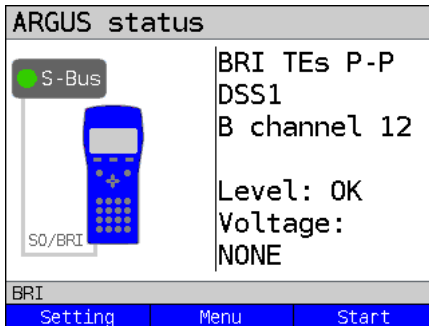 ARGUS status
S-Bus
S0/BRI
BRI TEs P-P
DSS1
B channel 12
Level: OK
Voltage:
NONE
BRI
Setting Menu Start